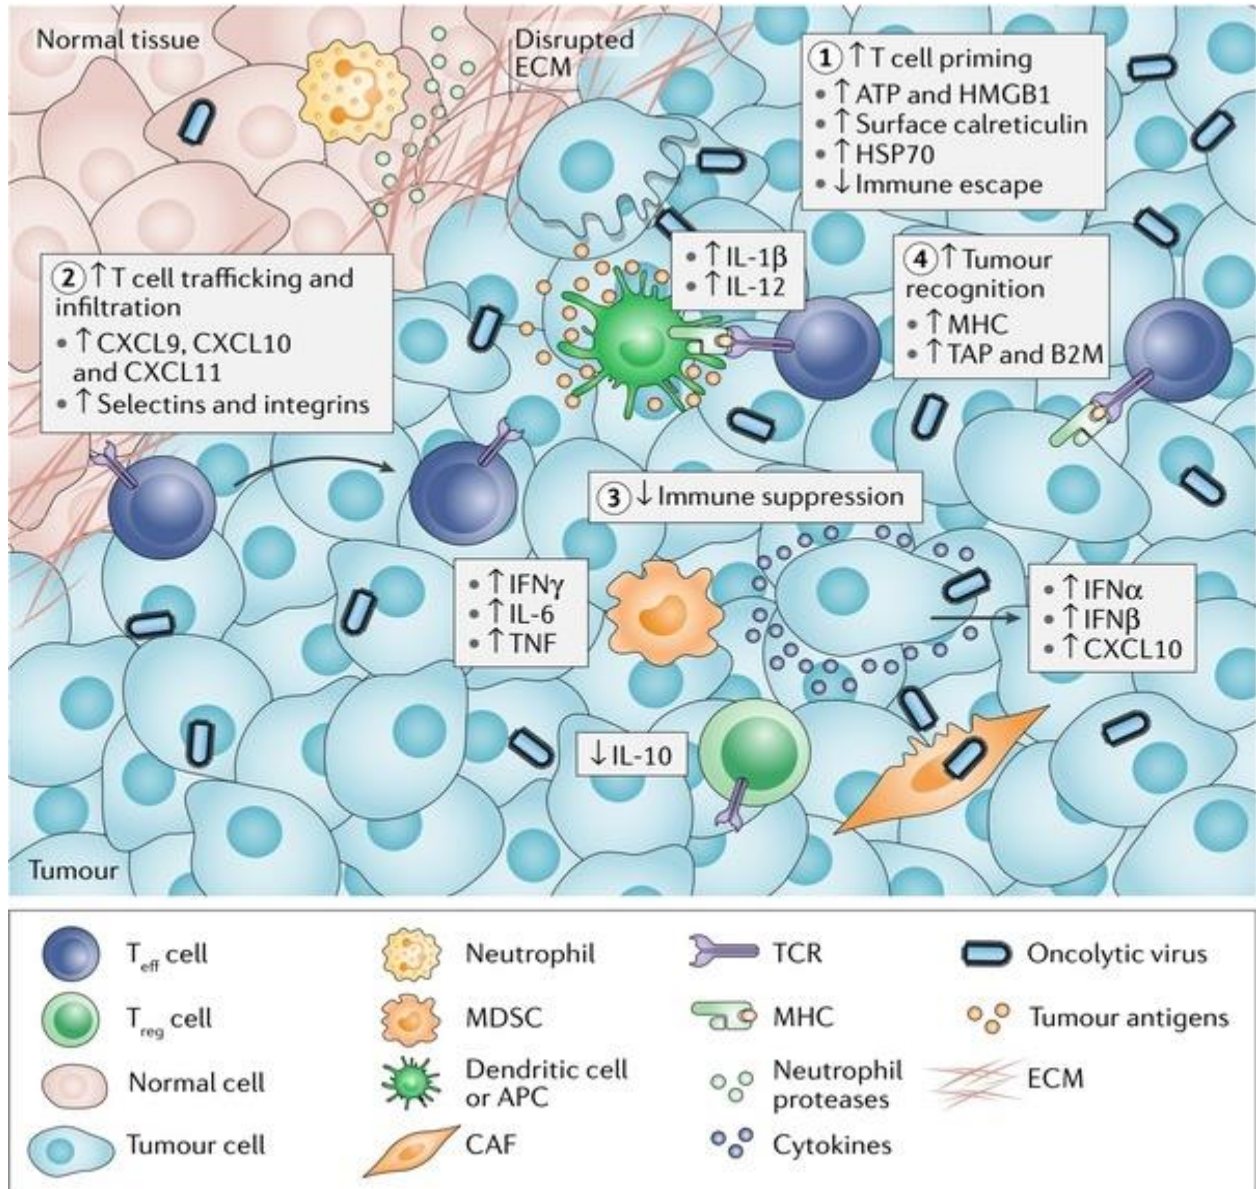 Normal tissue
Disrupted
ECM
① ↑ T cell priming
• ↑ ATP and HMGB1
• ↑ Surface calreticulin
• ↑ HSP70
• ↓ Immune escape
② ↑ T cell trafficking and
infiltration
• ↑ CXCL9, CXCL10
and CXCL11
• ↑ Selectins and integrins
• ↑ IL-1β
• ↑ IL-12
④ ↑ Tumour
recognition
• ↑ MHC
• ↑ TAP and B2M
③ ↓ Immune suppression
• ↑ IFNγ
• ↑ IL-6
• ↑ TNF
• ↑ IFNα
• ↑ IFNβ
• ↑ CXCL10
↓ IL-10
Tumour
Teff cell
Neutrophil
TCR
Oncolytic virus
Treg cell
MDSC
MHC
Tumour antigens
Normal cell
Dendritic cell
or APC
Neutrophil
proteases
ECM
Tumour cell
CAF
Cytokines